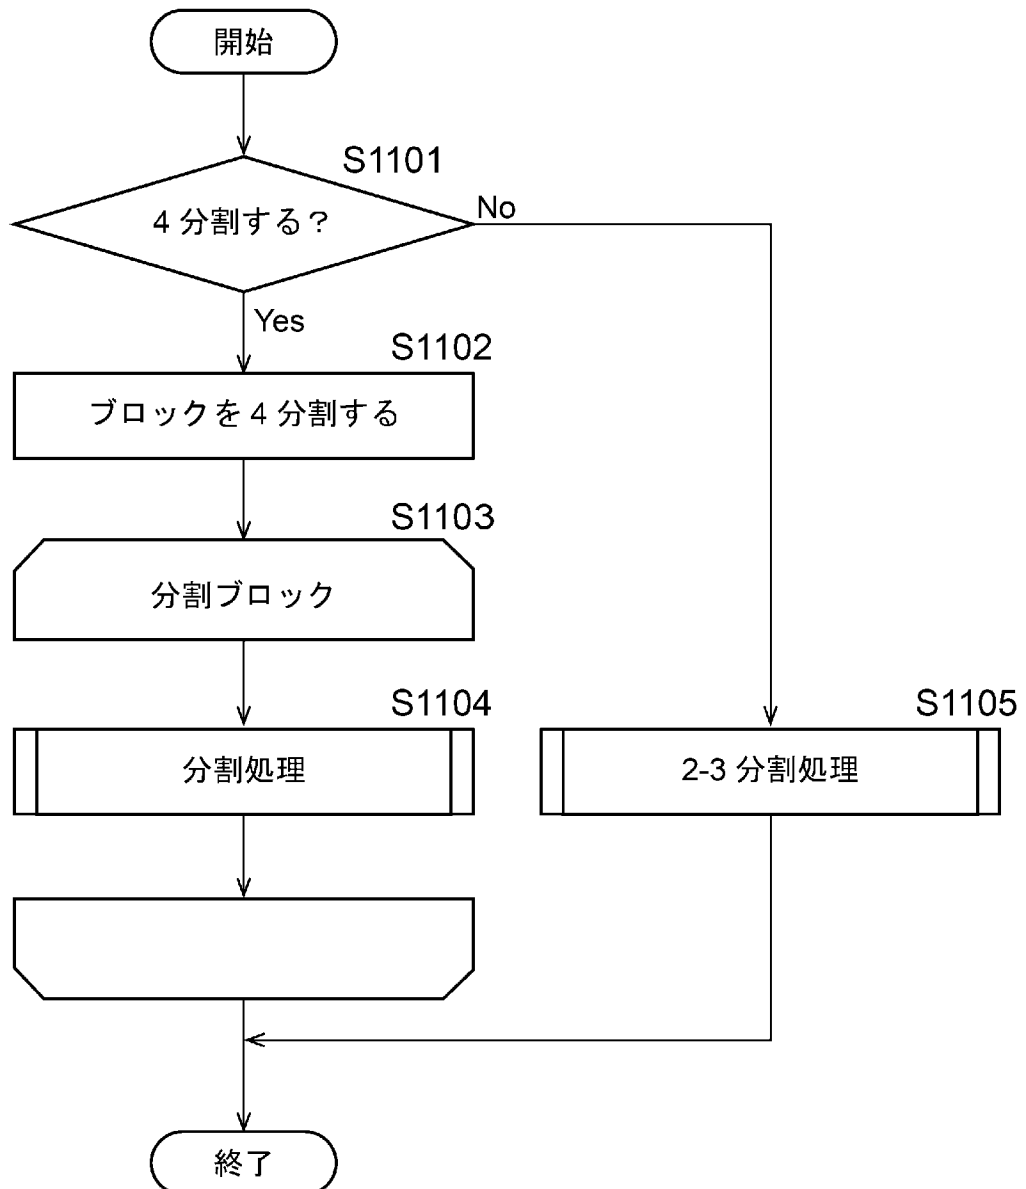 開始
S1101
4 分割する？
No
Yes
S1102
ブロックを 4 分割する
S1103
分割ブロック
S1104
分割処理
S1105
2-3 分割処理
終了